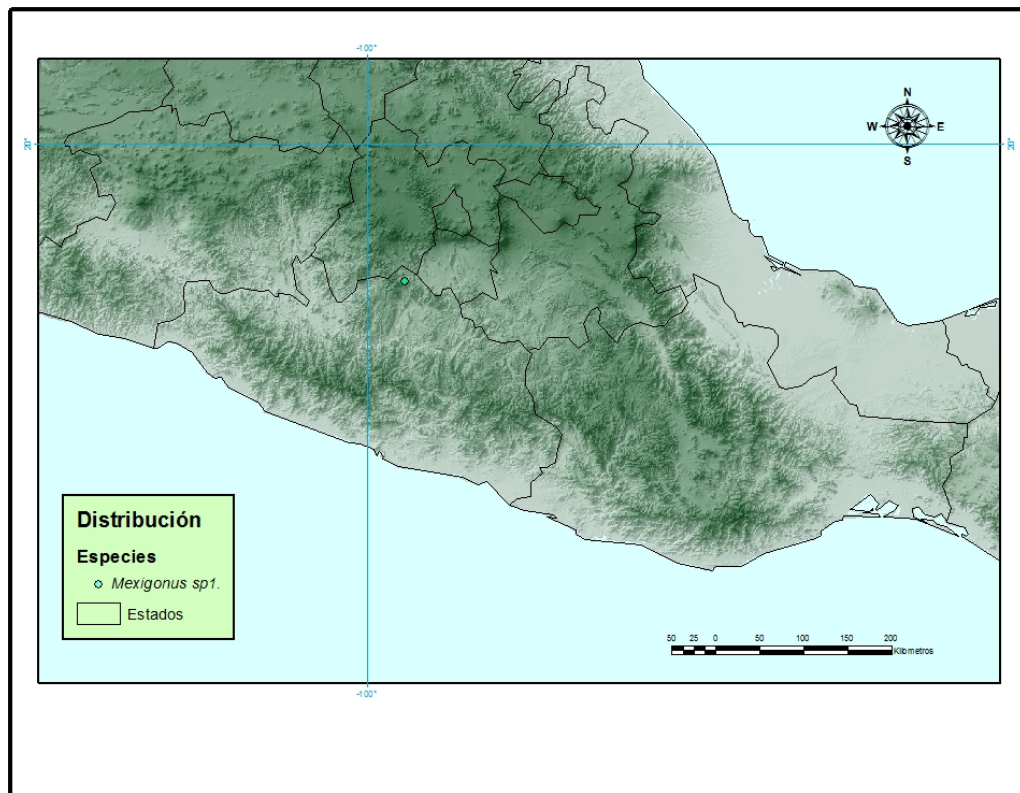 -100°
N
W E
S
20°
20°
Distribución
Especies
Mexigonus sp1.
Estados
50 25 0 50 100 150 200
Kilometros
-100°